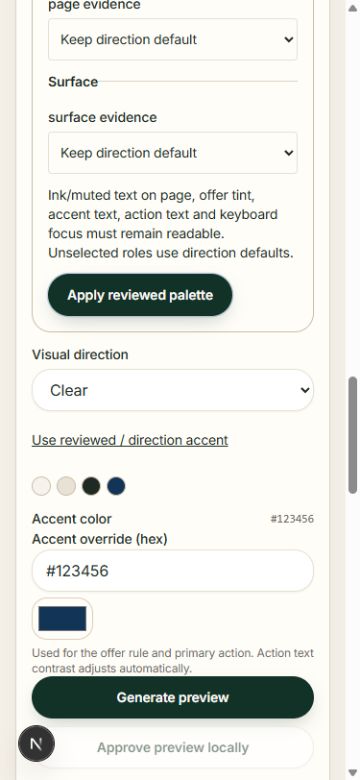 page evidence
Keep direction default
Surface
surface evidence
Keep direction default
Ink/muted text on page, offer tint,
accent text, action text and keyboard
focus must remain readable.
Unselected roles use direction defaults.
Apply reviewed palette
Visual direction
Clear
Use reviewed / direction accent
Accent color #123456
Accent override (hex)
#123456
Used for the offer rule and primary action. Action text
contrast adjusts automatically.
Generate preview
N
Approve preview locally